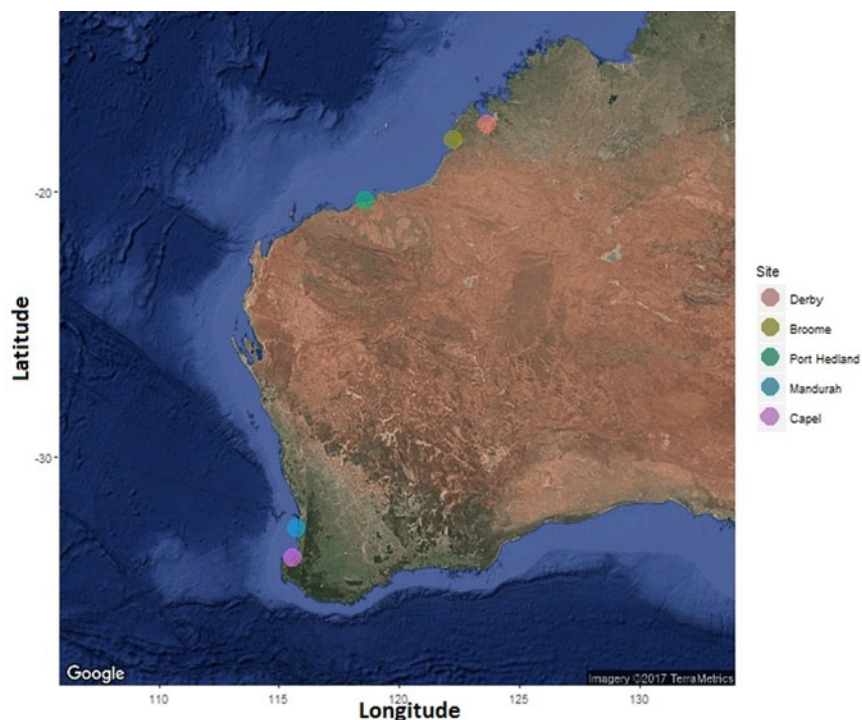 Latitude
-20
-30
Site
Derby
Broome
Port Hedland
Mandurah
Capel
Google
Imagery ©2017 TerraMetrics
110
115
120
125
130
Longitude